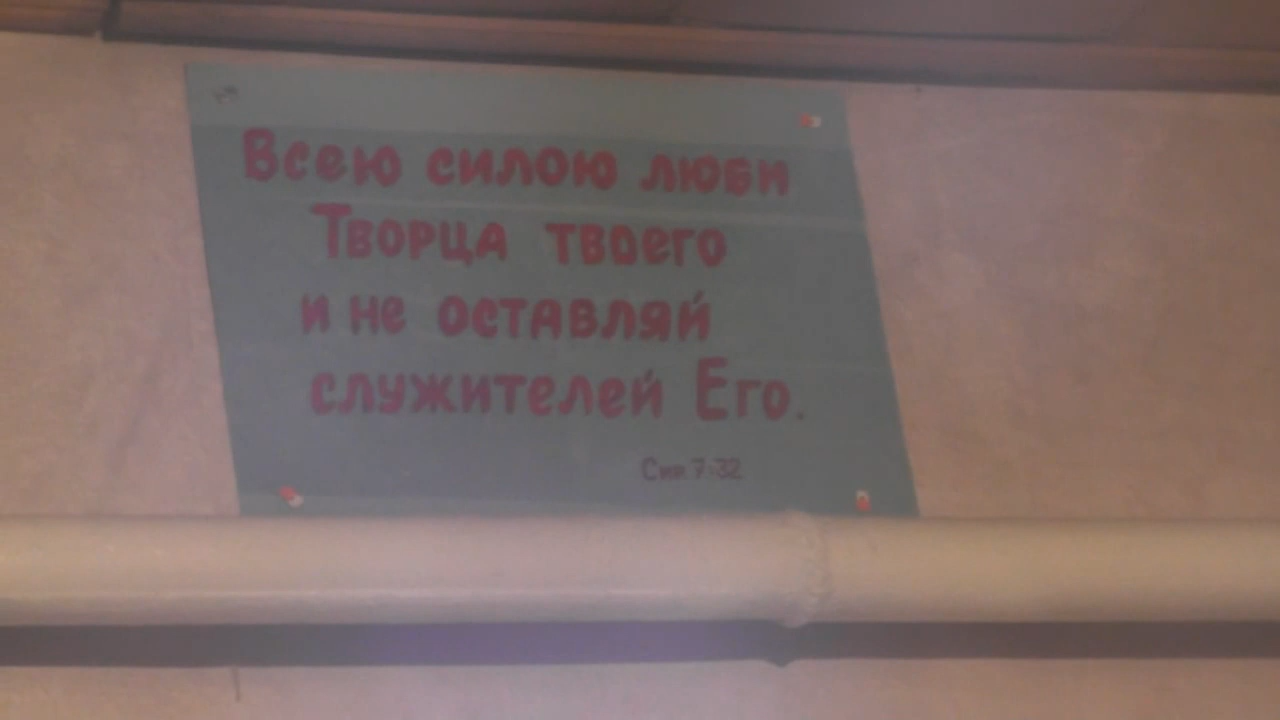 Всею силою люби
Творца твоего
и не оставляй
служителей Его.
Сир. 7:32